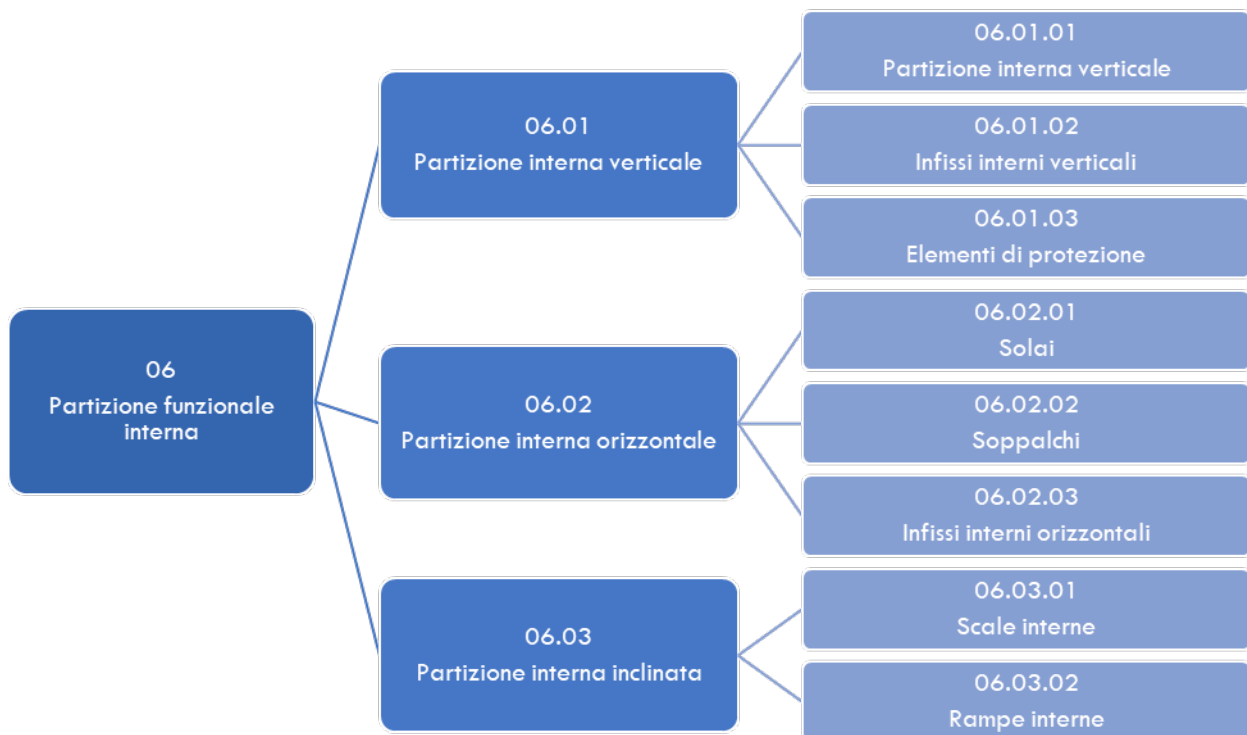 06
Partizione funzionale
interna
06.01
Partizione interna verticale
06.01.01
Partizione interna verticale
06.01.02
Infissi interni verticali
06.01.03
Elementi di protezione
06.02
Partizione interna orizzontale
06.02.01
Solai
06.02.02
Soppalchi
06.02.03
Infissi interni orizzontali
06.03
Partizione interna inclinata
06.03.01
Scale interne
06.03.02
Rampe interne